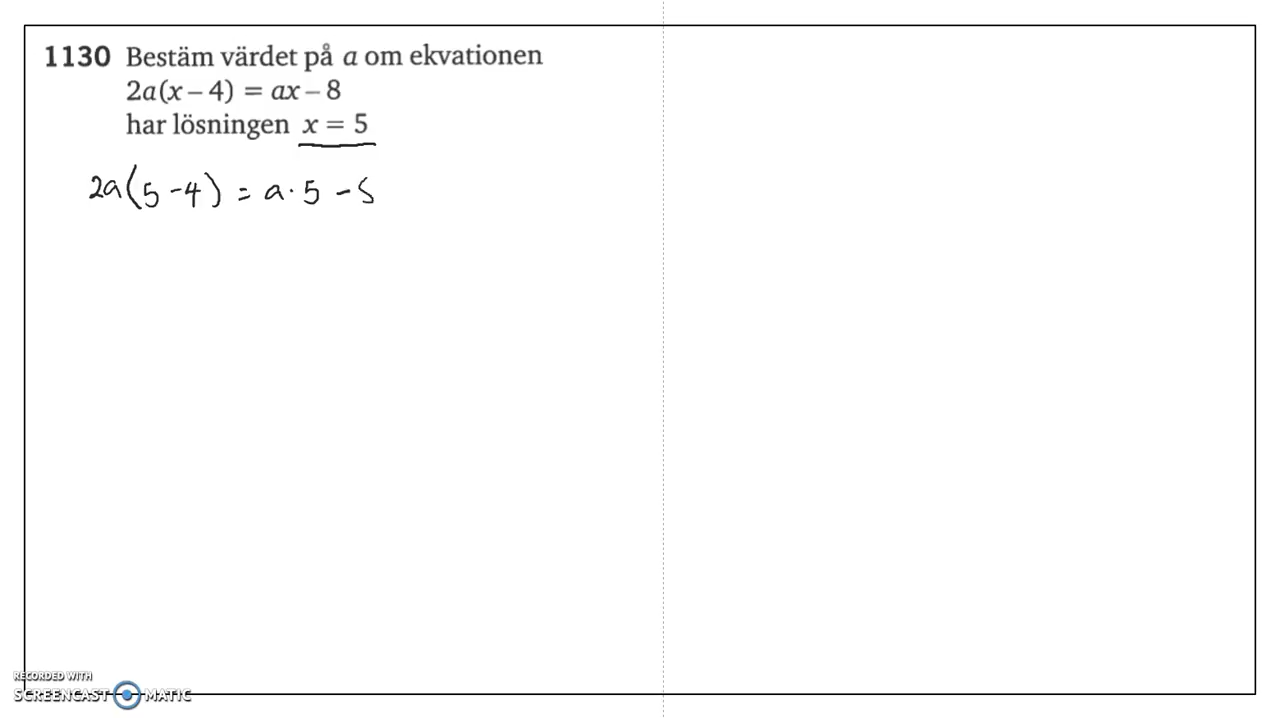 1130 Bestäm värdet på a om ekvationen
2a(x – 4) = ax – 8
har lösningen x = 5
2a(5 - 4) = a · 5 -
RECORDED WITH
SCREENCAST MATIC